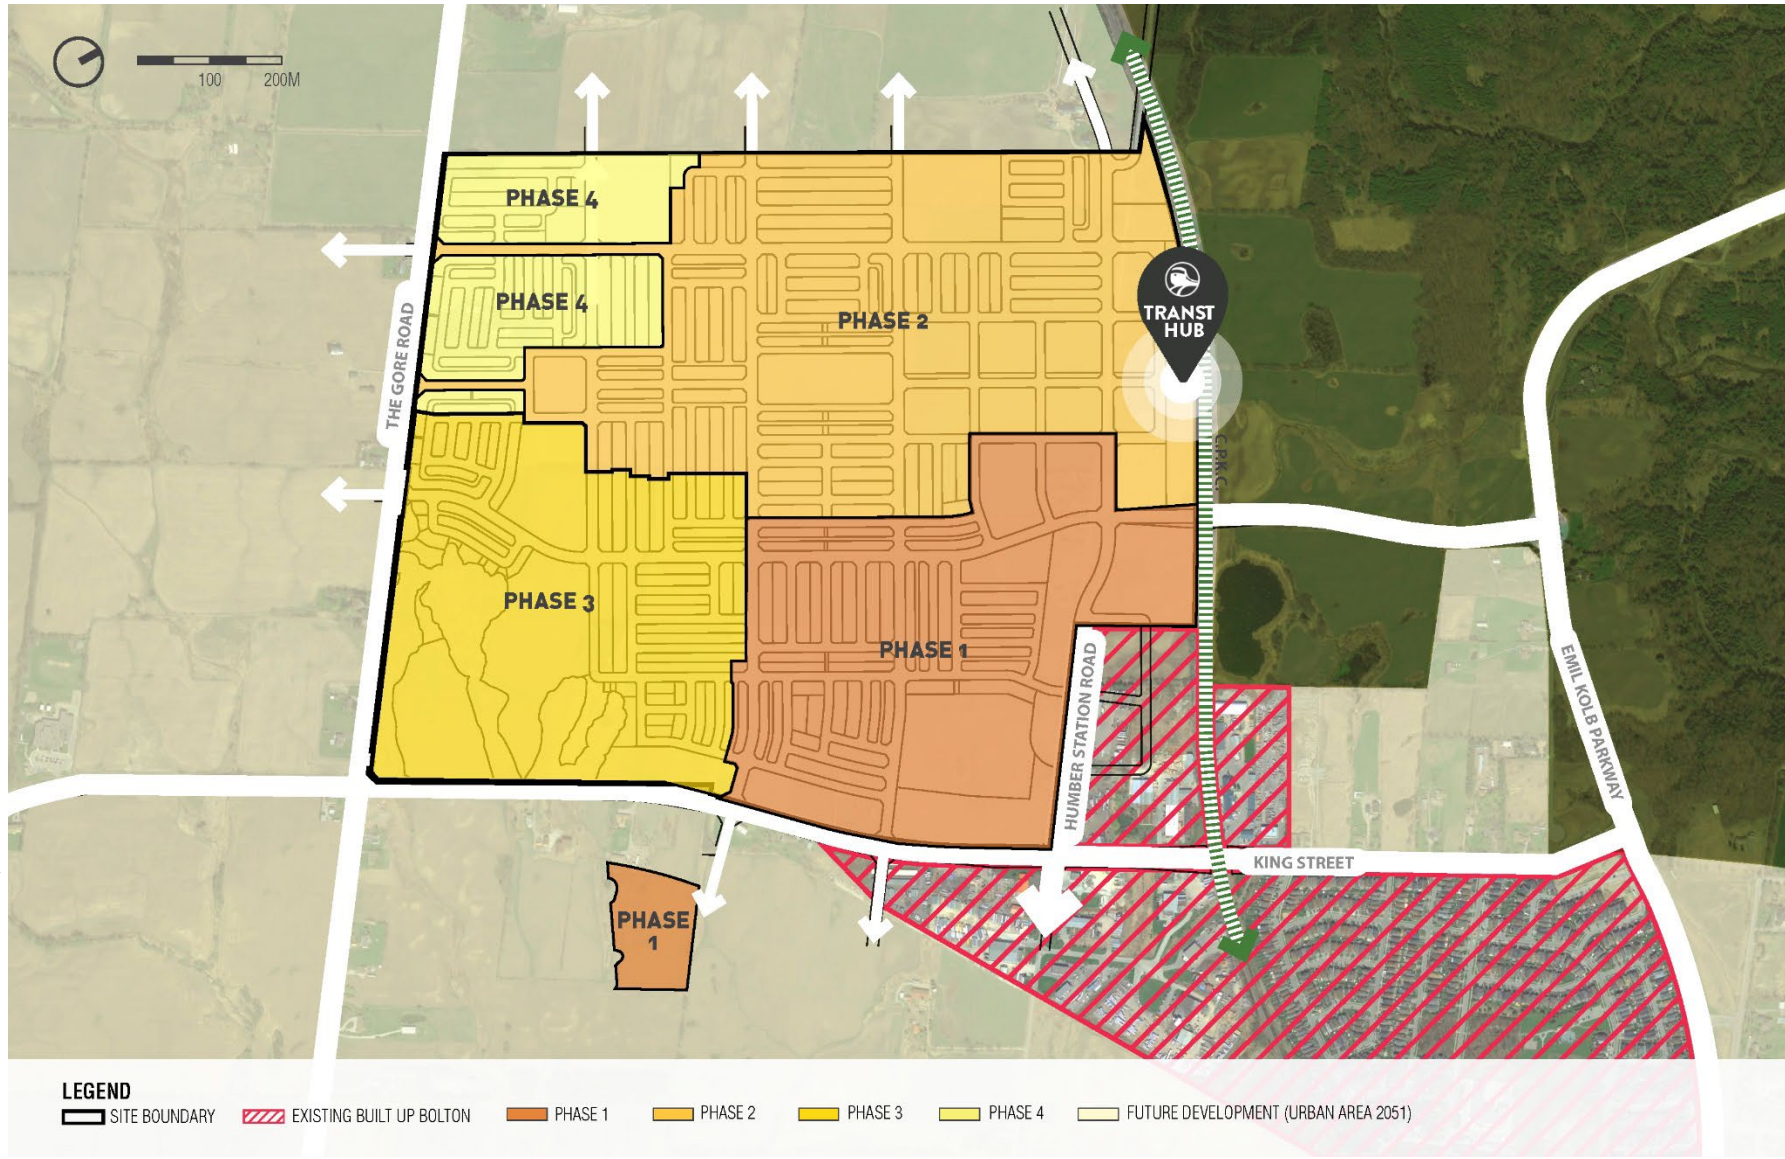 100 200M
PHASE 4
PHASE 4
PHASE 2
TRANST
HUB
THE GORE ROAD
C.P.K.C.
PHASE 3
PHASE 1
HUMBER STATION ROAD
EMIL KOLB PARKWAY
KING STREET
PHASE
1
LEGEND
SITE BOUNDARY EXISTING BUILT UP BOLTON PHASE 1 PHASE 2 PHASE 3 PHASE 4 FUTURE DEVELOPMENT (URBAN AREA 2051)